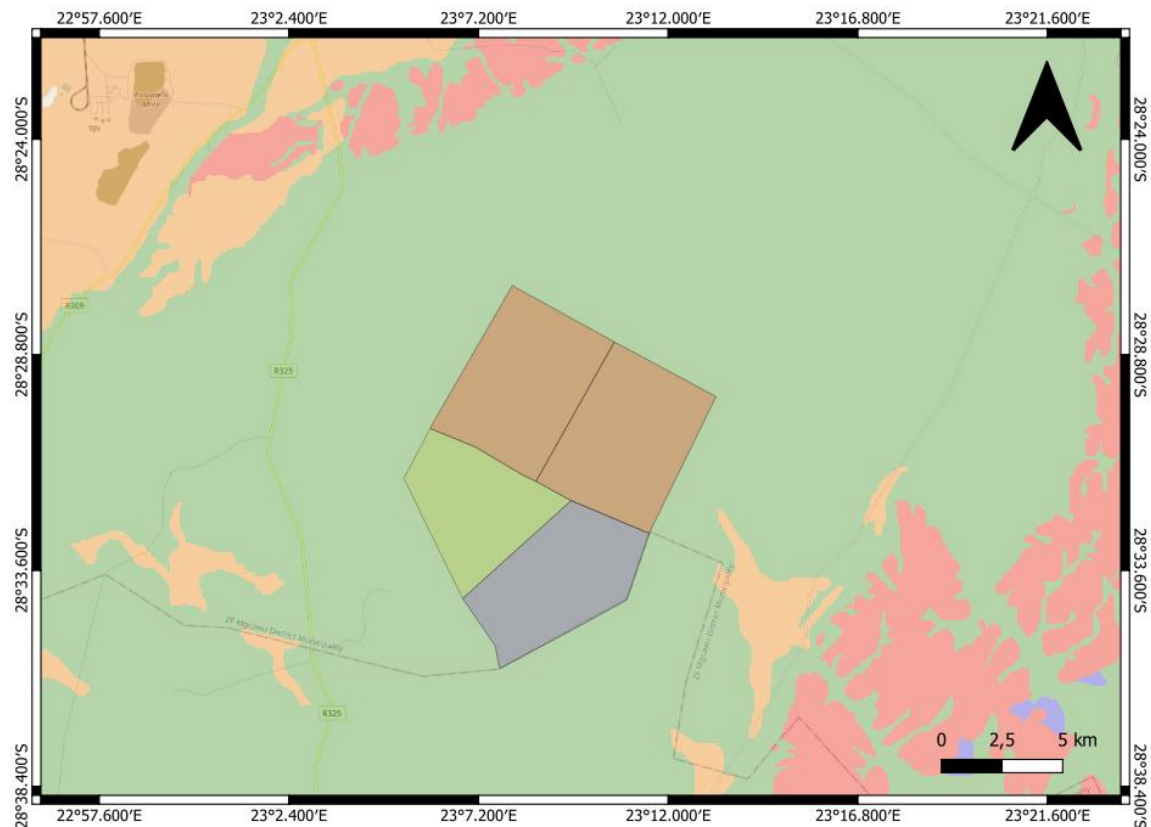 22°57.600′E 23°2.400′E 23°7.200′E 23°12.000′E 23°16.800′E 23°21.600′E
28°24.000′S
28°24.000′S
Mine
R309
28°28.800′S
28°28.800′S
R325
28°33.600′S
28°33.600′S
ZF Mgcawu District Municipality
ZF Mgcawu District Municipality
R325
0 2,5 5 km
28°38.400′S
28°38.400′S
22°57.600′E 23°2.400′E 23°7.200′E 23°12.000′E 23°16.800′E 23°21.600′E